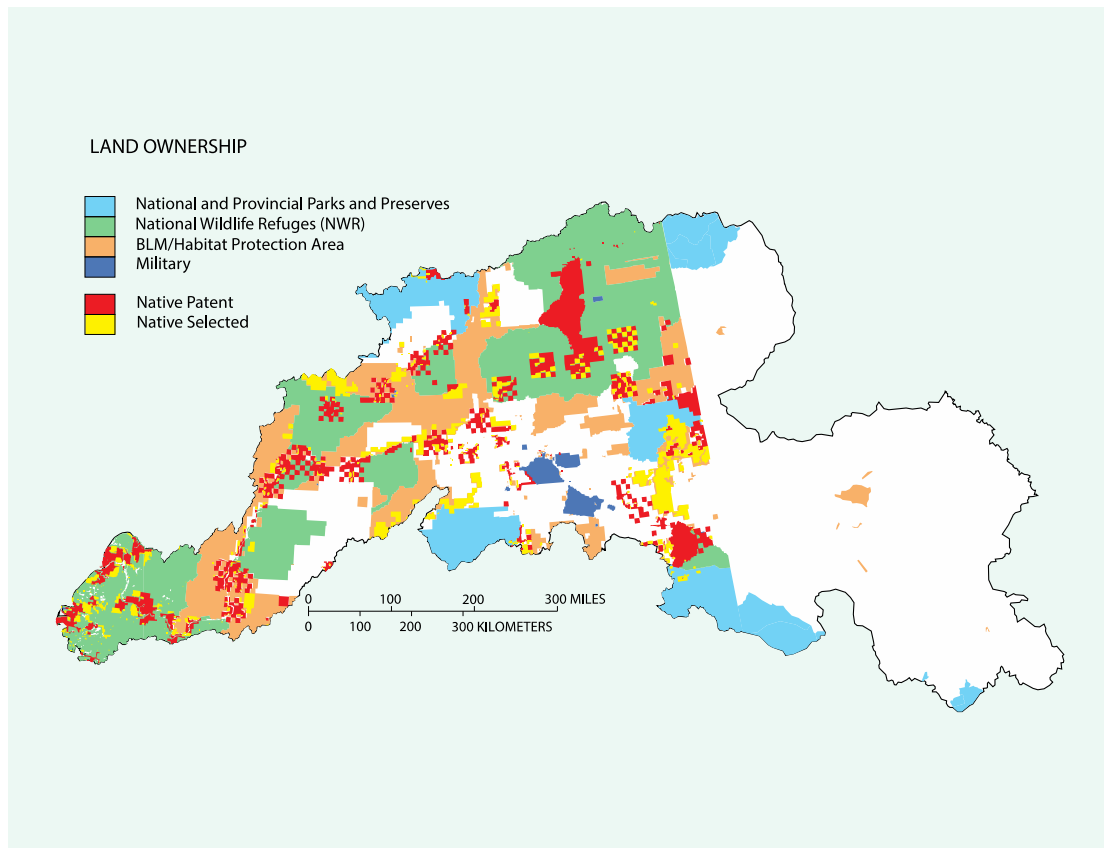 LAND OWNERSHIP
National and Provincial Parks and Preserves
National Wildlife Refuges (NWR)
BLM/Habitat Protection Area
Military
Native Patent
Native Selected
0 100 200 300 MILES
0 100 200 300 KILOMETERS